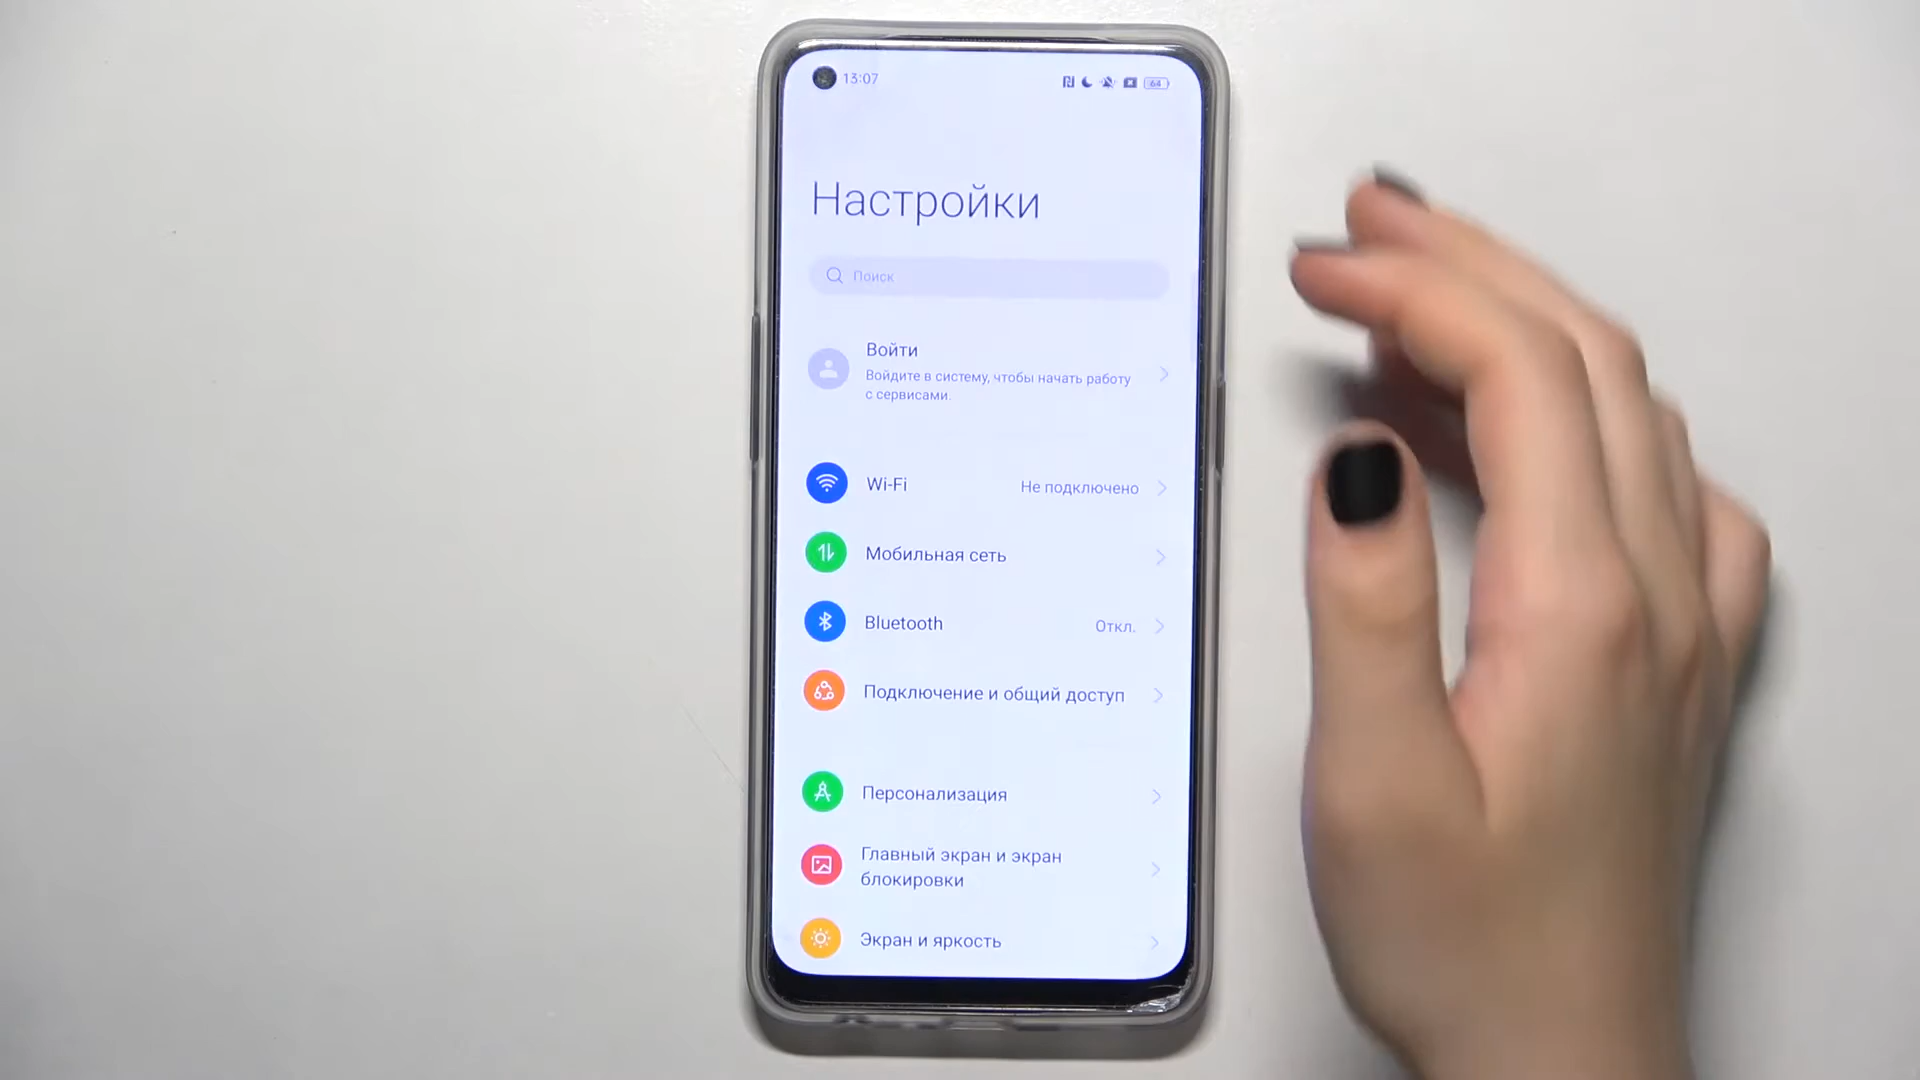 13:07
64
Настройки
Поиск
Войти
Войдите в систему, чтобы начать работу
с сервисами.
Wi-Fi
Не подключено
Мобильная сеть
Bluetooth
Откл.
Подключение и общий доступ
Персонализация
Главный экран и экран
блокировки
Экран и яркость